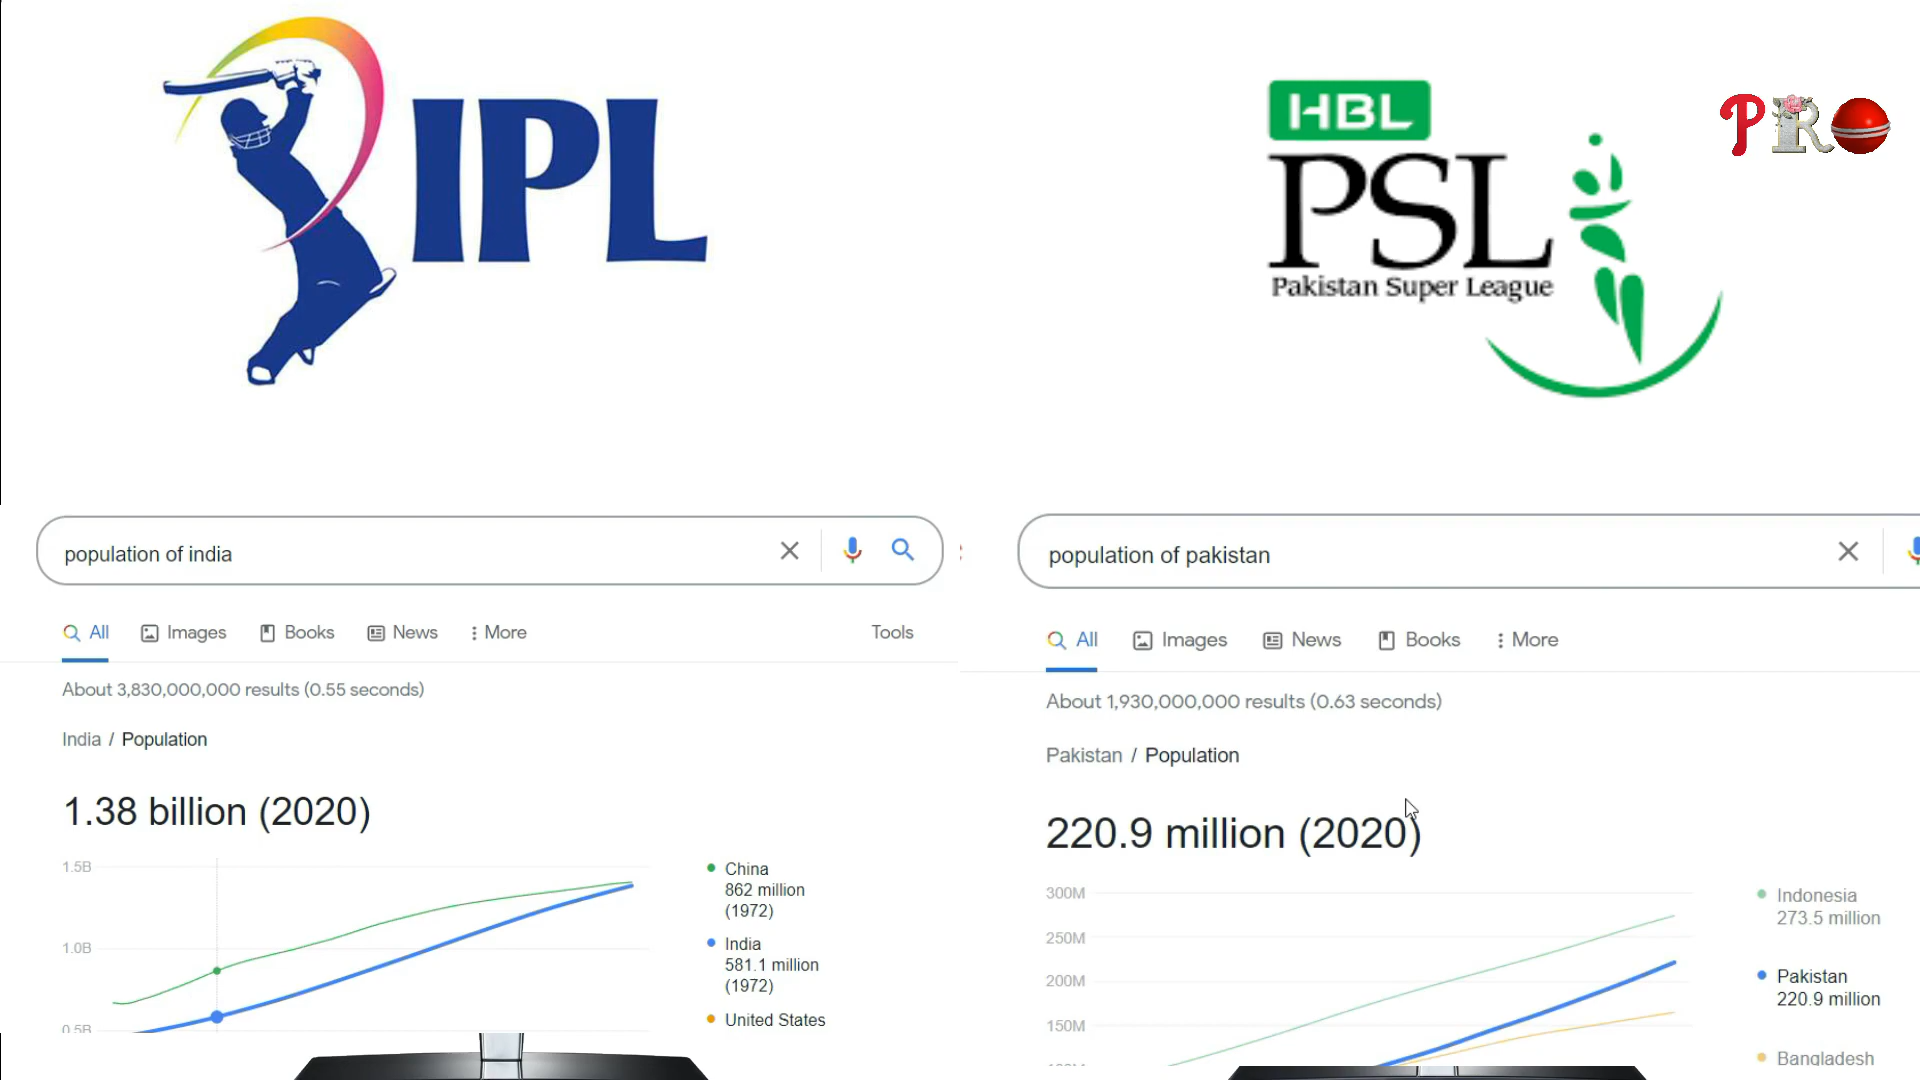 IPL
HBL
PSL
Pakistan Super League
PR
population of india
All Images Books News More Tools
About 3,830,000,000 results (0.55 seconds)
India / Population
1.38 billion (2020)
1.5B
1.0B
0.5B
China
862 million
(1972)
India
581.1 million
(1972)
United States
population of pakistan
All Images News Books More
About 1,930,000,000 results (0.63 seconds)
Pakistan / Population
220.9 million (2020)
300M
250M
200M
150M
Indonesia
273.5 million
Pakistan
220.9 million
Bangladesh